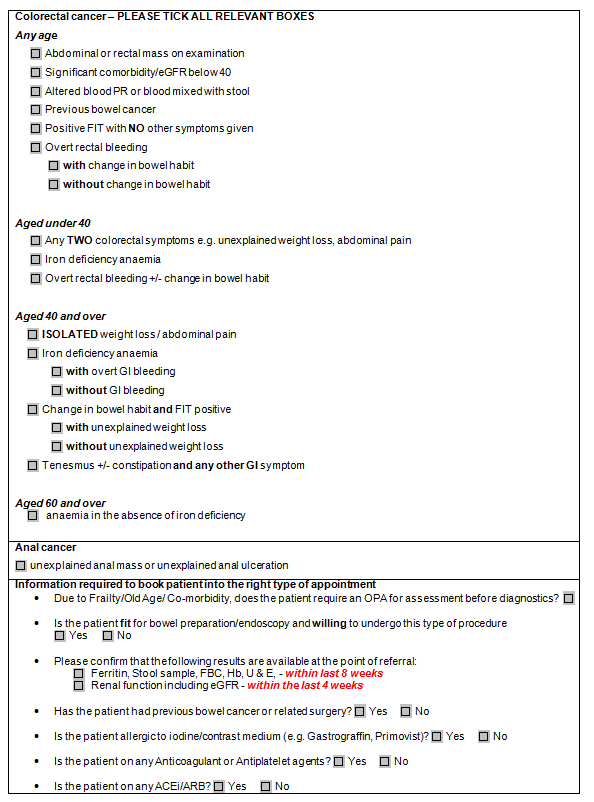 Colorectal cancer – PLEASE TICK ALL RELEVANT BOXES
Any age
Abdominal or rectal mass on examination
Significant comorbidity/eGFR below 40
Altered blood PR or blood mixed with stool
Previous bowel cancer
Positive FIT with NO other symptoms given
Overt rectal bleeding
with change in bowel habit
without change in bowel habit
Aged under 40
Any TWO colorectal symptoms e.g. unexplained weight loss, abdominal pain
Iron deficiency anaemia
Overt rectal bleeding +/- change in bowel habit
Aged 40 and over
ISOLATED weight loss / abdominal pain
Iron deficiency anaemia
with overt GI bleeding
without GI bleeding
Change in bowel habit and FIT positive
with unexplained weight loss
without unexplained weight loss
Tenesmus +/- constipation and any other GI symptom
Aged 60 and over
anaemia in the absence of iron deficiency
Anal cancer
unexplained anal mass or unexplained anal ulceration
Information required to book patient into the right type of appointment
• Due to Frailty/Old Age/ Co-morbidity, does the patient require an OPA for assessment before diagnostics?
• Is the patient fit for bowel preparation/endoscopy and willing to undergo this type of procedure
Yes No
• Please confirm that the following results are available at the point of referral:
Ferritin, Stool sample, FBC, Hb, U & E, - within last 8 weeks
Renal function including eGFR - within the last 4 weeks
• Has the patient had previous bowel cancer or related surgery? Yes No
• Is the patient allergic to iodine/contrast medium (e.g. Gastrograffin, Primovist)? Yes No
• Is the patient on any Anticoagulant or Antiplatelet agents? Yes No
• Is the patient on any ACEi/ARB? Yes No